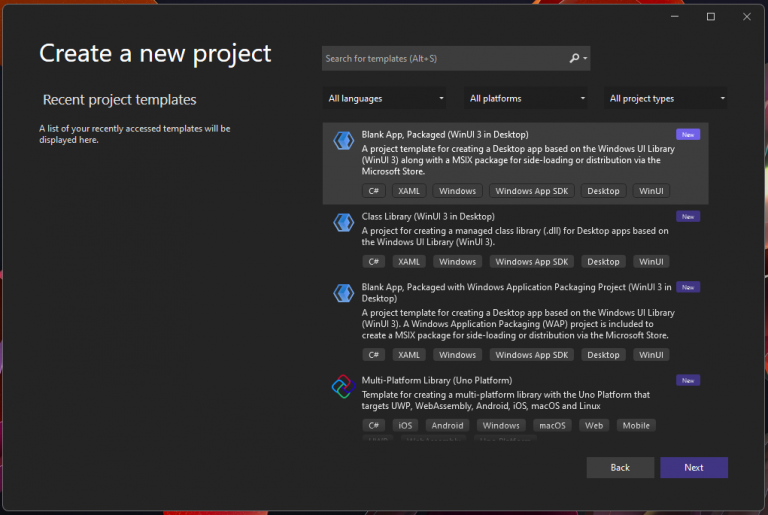 Create a new project
Recent project templates
A list of your recently accessed templates will be
displayed here.
Search for templates (Alt+S)
All languages
All platforms
All project types
Blank App, Packaged (WinUI 3 in Desktop)
New
A project template for creating a Desktop app based on the Windows UI Library
(WinUI 3) along with a MSIX package for side-loading or distribution via the
Microsoft Store.
C# XAML Windows Windows App SDK Desktop WinUI
Class Library (WinUI 3 in Desktop)
New
A project for creating a managed class library (.dll) for Desktop apps based on
the Windows UI Library (WinUI 3).
C# XAML Windows Windows App SDK Desktop WinUI
Blank App, Packaged with Windows Application Packaging Project (WinUI 3 in
Desktop)
New
A project template for creating a Desktop app based on the Windows UI Library
(WinUI 3). A Windows Application Packaging (WAP) project is included to
create a MSIX package for side-loading or distribution via the Microsoft Store.
C# XAML Windows Windows App SDK Desktop WinUI
Multi-Platform Library (Uno Platform)
New
Template for creating a multi-platform library with the Uno Platform that
targets UWP, WebAssembly, Android, iOS, macOS and Linux
C# iOS Android Windows macOS Web Mobile
Back
Next